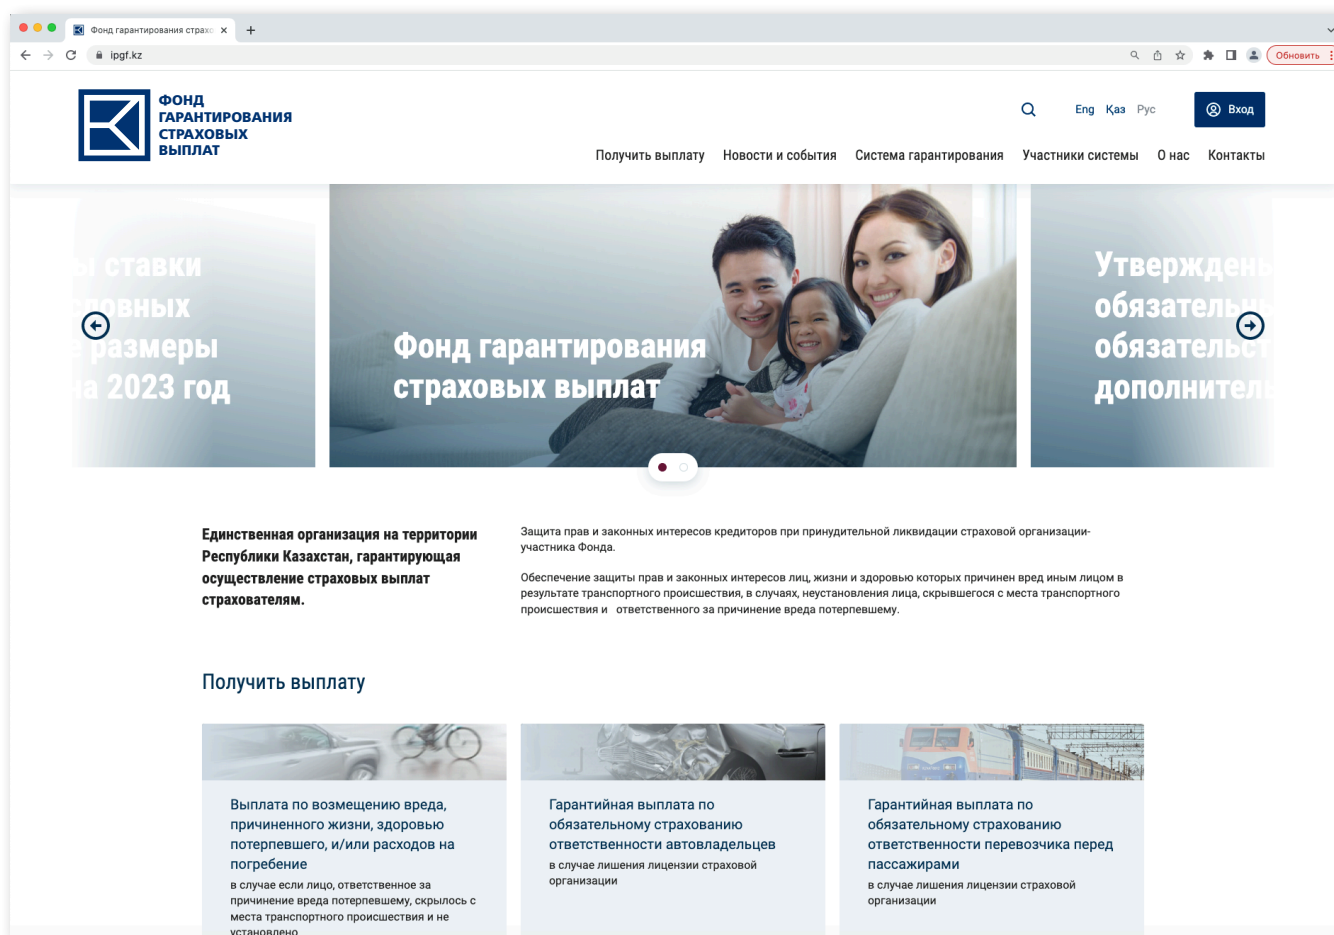 Фонд гарантирования страхо
ipgf.kz
Обновить
ФОНД
ГАРАНТИРОВАНИЯ
СТРАХОВЫХ
ВЫПЛАТ
Eng Қаз Рус
Вход
Получить выплату Новости и события Система гарантирования Участники системы О нас Контакты
ы ставки
словных
е размеры
на 2023 год
Фонд гарантирования
страховых выплат
Утвержден
обязательн
обязательст
дополнител
Единственная организация на территории
Республики Казахстан, гарантирующая
осуществление страховых выплат
страхователям.
Защита прав и законных интересов кредиторов при принудительной ликвидации страховой организации-
участника Фонда.
Обеспечение защиты прав и законных интересов лиц, жизни и здоровью которых причинен вред иным лицом в
результате транспортного происшествия, в случаях, неустановления лица, скрывшегося с места транспортного
происшествия и ответственного за причинение вреда потерпевшему.
Получить выплату
Выплата по возмещению вреда,
причиненного жизни, здоровью
потерпевшего, и/или расходов на
погребение
в случае если лицо, ответственное за
причинение вреда потерпевшему, скрылось с
места транспортного происшествия и не
установлено
Гарантийная выплата по
обязательному страхованию
ответственности автовладельцев
в случае лишения лицензии страховой
организации
Гарантийная выплата по
обязательному страхованию
ответственности перевозчика перед
пассажирами
в случае лишения лицензии страховой
организации